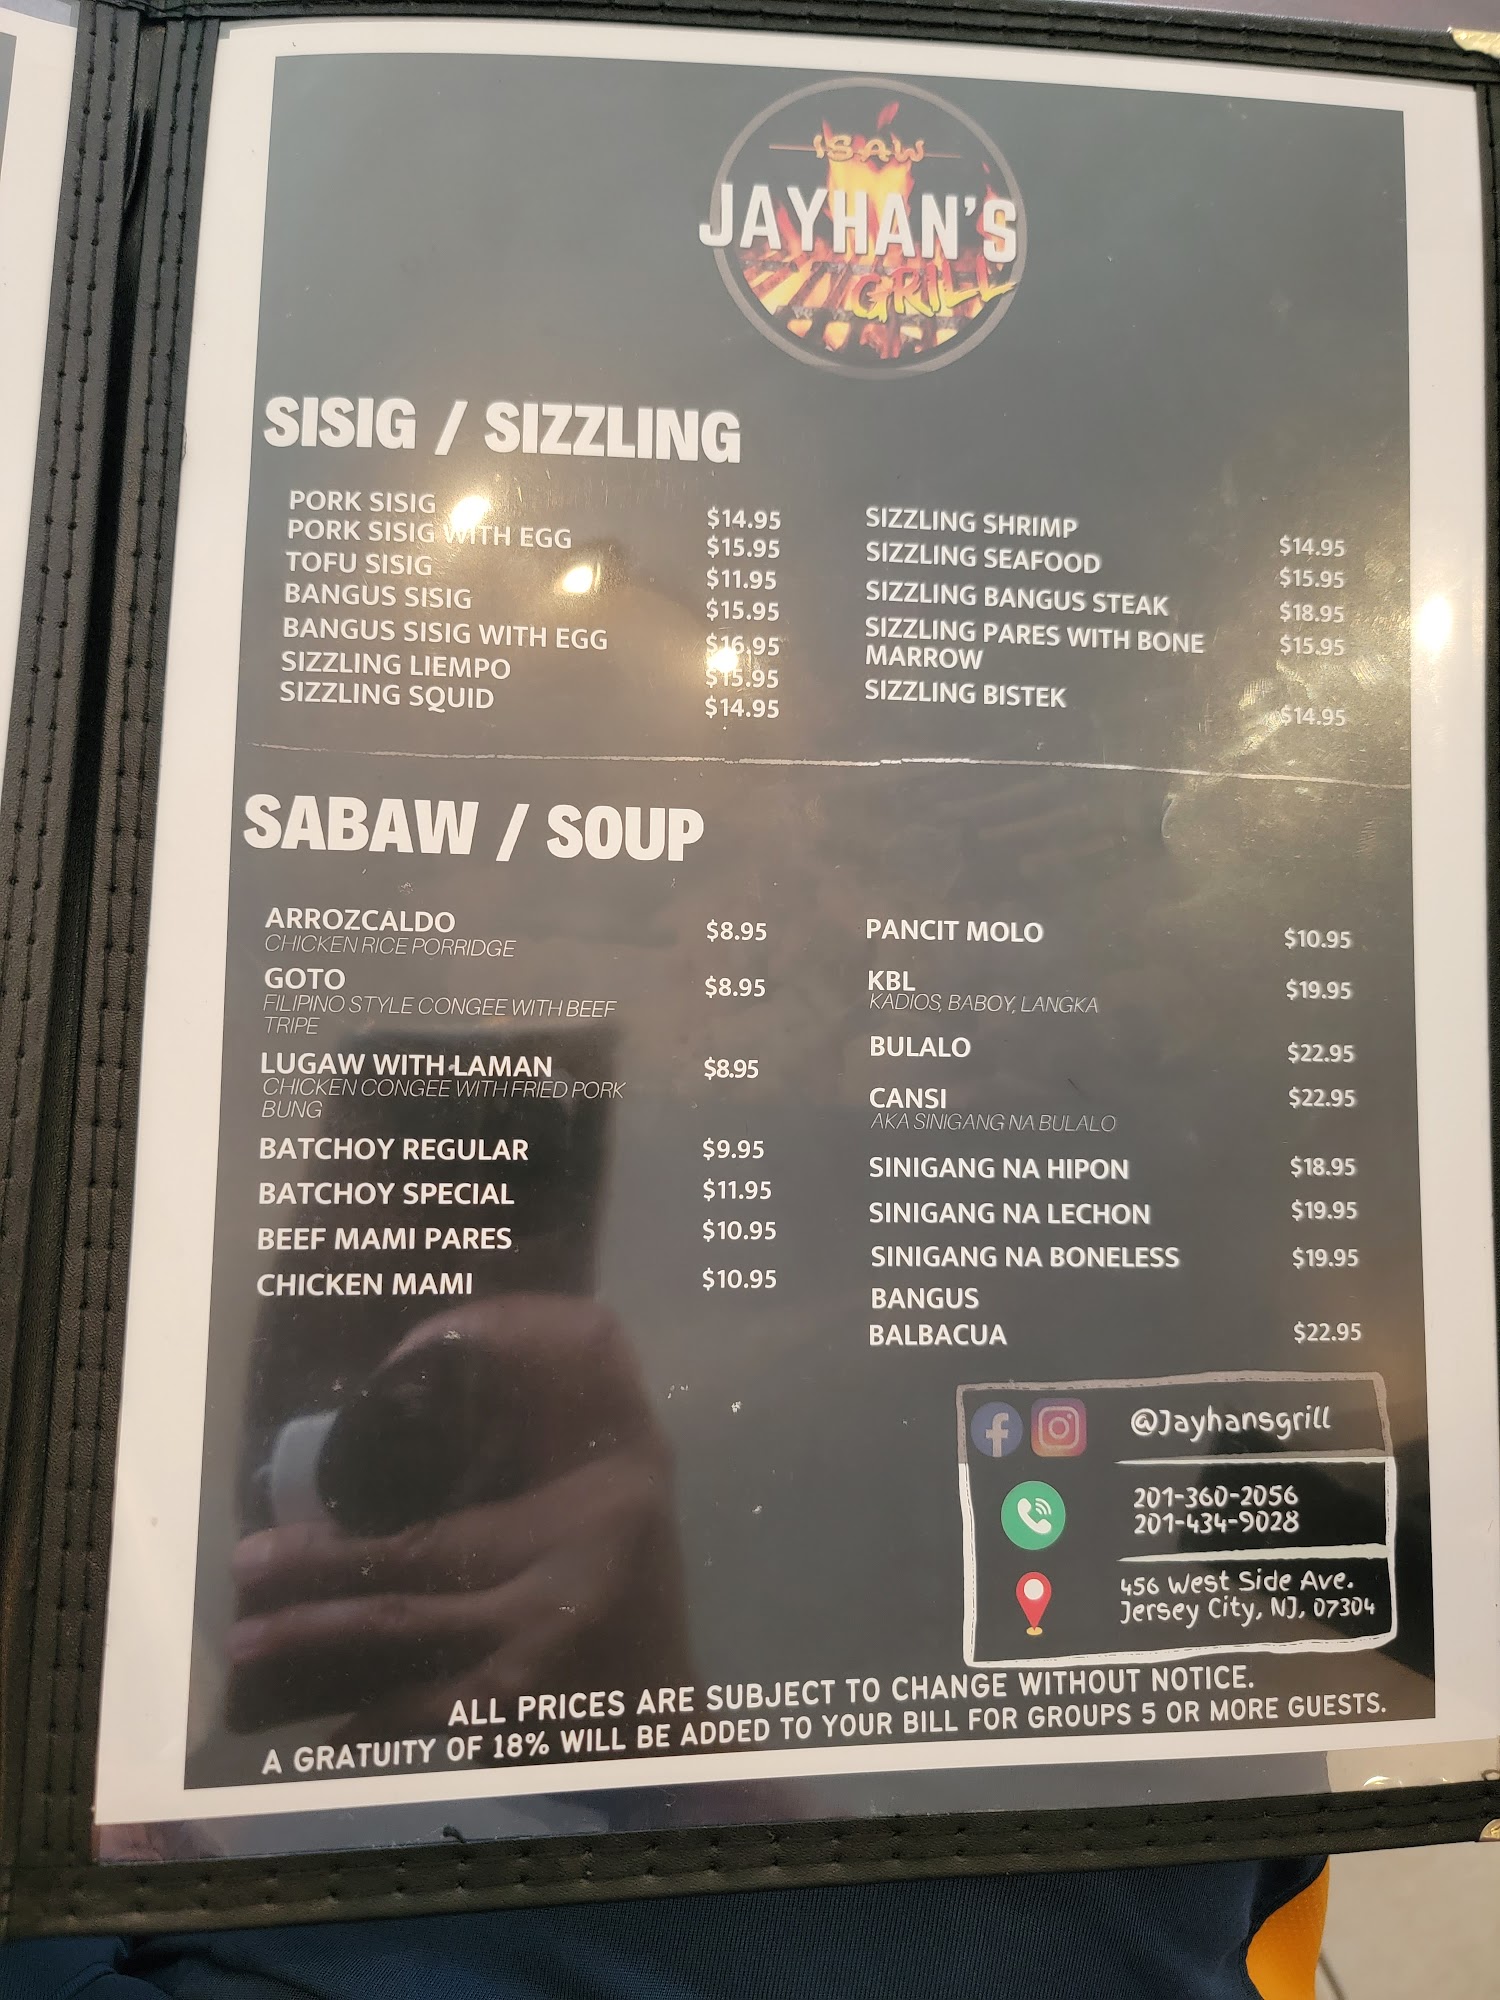 ISAW
JAYHAN'S
GRILL
SISIG / SIZZLING
PORK SISIG $14.95
PORK SISIG WITH EGG $15.95
TOFU SISIG $11.95
BANGUS SISIG $15.95
BANGUS SISIG WITH EGG $16.95
SIZZLING LIEMPO $15.95
SIZZLING SQUID $14.95
SIZZLING SHRIMP $14.95
SIZZLING SEAFOOD $15.95
SIZZLING BANGUS STEAK $18.95
SIZZLING PARES WITH BONE $15.95
MARROW
SIZZLING BISTEK $14.95
SABAW / SOUP
ARROZCALDO $8.95
CHICKEN RICE PORRIDGE
GOTO $8.95
FILIPINO STYLE CONGEE WITH BEEF
TRIPE
LUGAW WITH LAMAN $8.95
CHICKEN CONGEE WITH FRIED PORK
BUNG
BATCHOY REGULAR $9.95
BATCHOY SPECIAL $11.95
BEEF MAMI PARES $10.95
CHICKEN MAMI $10.95
PANCIT MOLO $10.95
KBL $19.95
KADIOS, BABOY, LANGKA
BULALO $22.95
CANSI $22.95
AKA SINIGANG NA BULALO
SINIGANG NA HIPON $18.95
SINIGANG NA LECHON $19.95
SINIGANG NA BONELESS $19.95
BANGUS
BALBACUA $22.95
@Jayhansgrill
201-360-2056
201-434-9028
456 West Side Ave.
Jersey City, NJ, 07304
ALL PRICES ARE SUBJECT TO CHANGE WITHOUT NOTICE.
A GRATUITY OF 18% WILL BE ADDED TO YOUR BILL FOR GROUPS 5 OR MORE GUESTS.